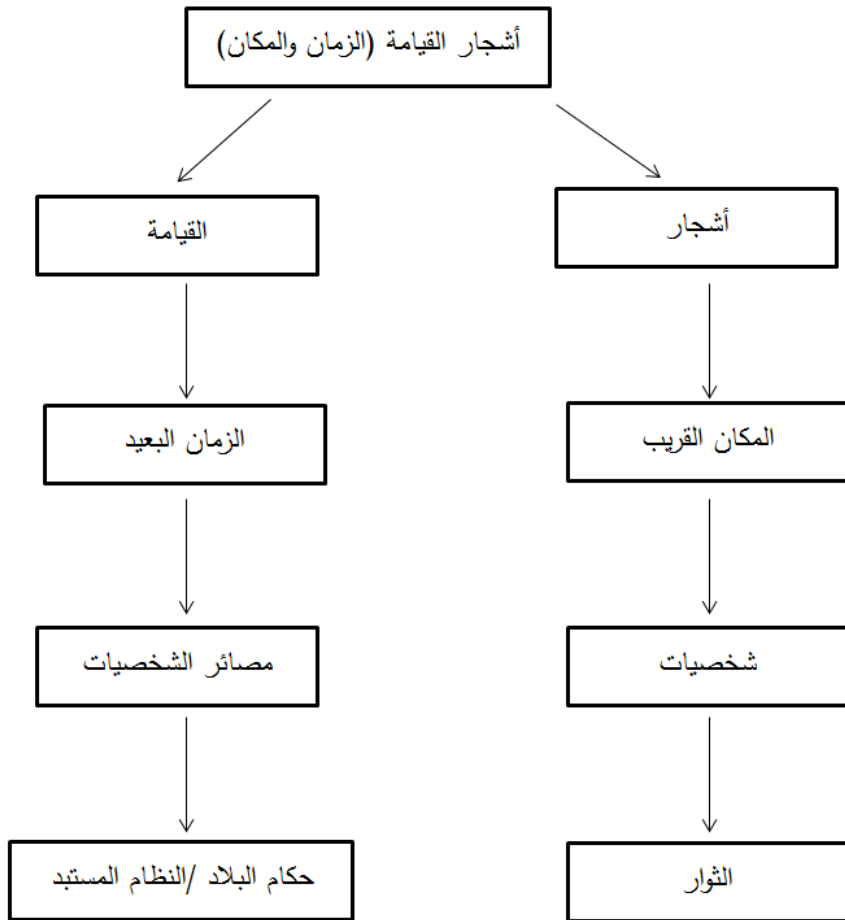 أشجار القيامة (الزمان والمكان)
أشجار
القيامة
المكان القريب
الزمان البعيد
شخصيات
مصائر الشخصيات
الثوار
حكام البلاد /النظام المستبد